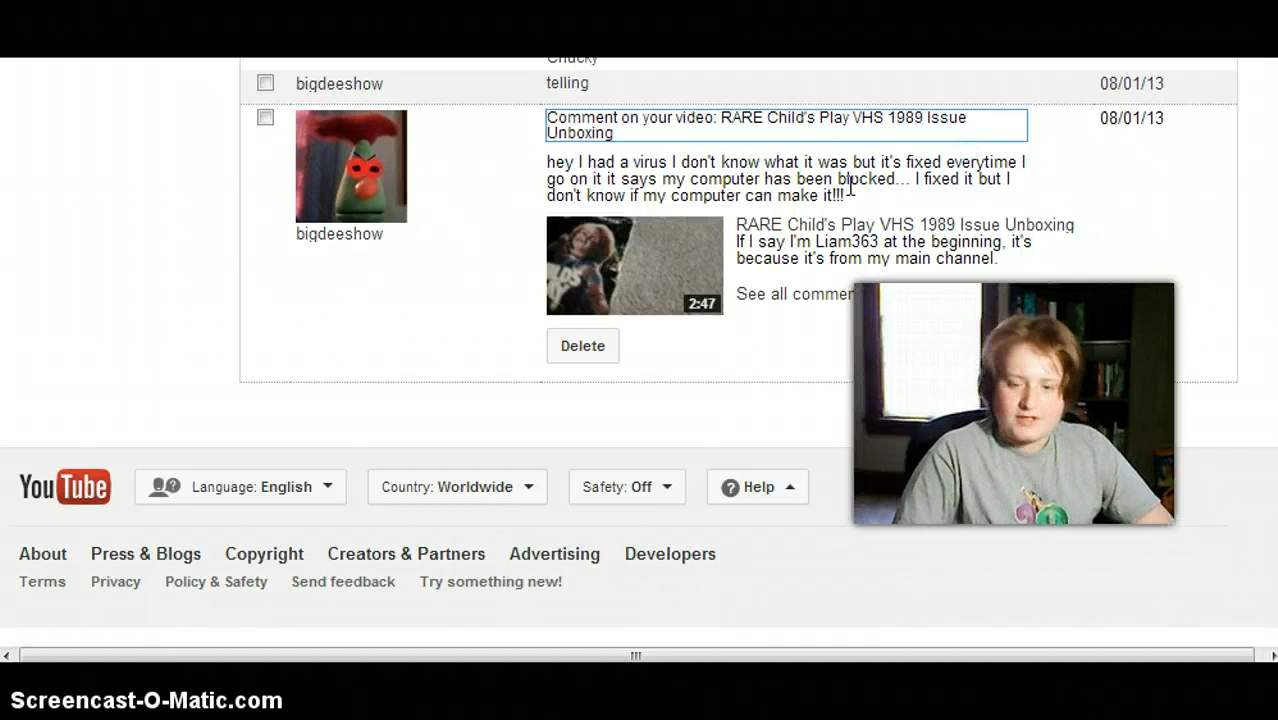 Chucky
bigdeeshow
telling
08/01/13
Comment on your video: RARE Child's Play VHS 1989 Issue
Unboxing
08/01/13
hey I had a virus I don't know what it was but it's fixed everytime I
go on it it says my computer has been blocked... I fixed it but I
don't know if my computer can make it!!!
bigdeeshow
RARE Child's Play VHS 1989 Issue Unboxing
If I say I'm Liam363 at the beginning, it's
because it's from my main channel.
2:47
See all commen
Delete
YouTube
Language: English
Country: Worldwide
Safety: Off
Help
About Press & Blogs Copyright Creators & Partners Advertising Developers
Terms Privacy Policy & Safety Send feedback Try something new!
Screencast-O-Matic.com